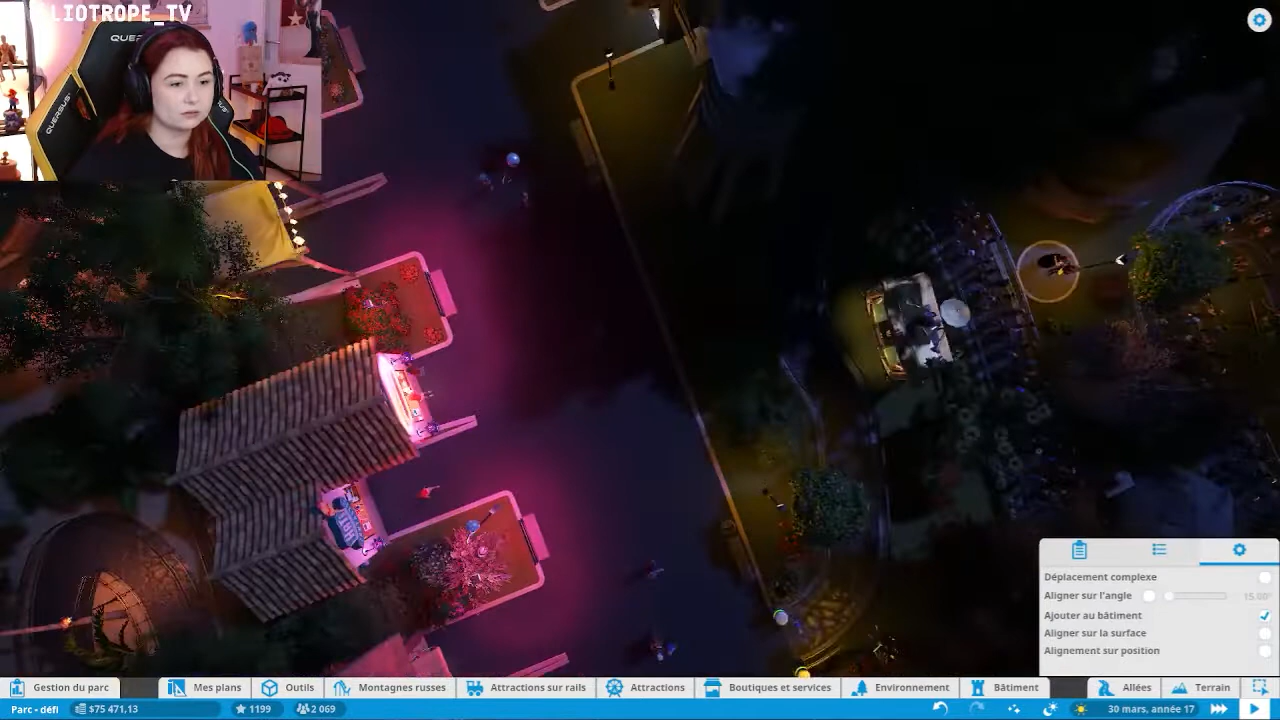 LIOTROPE_TV
QUE
QUERSUS
Déplacement complexe
Aligner sur l'angle 15.00°
Ajouter au bâtiment
Aligner sur la surface
Alignement sur position
Gestion du parc
Mes plans
Outils
Montagnes russes
Attractions sur rails
Attractions
Boutiques et services
Environnement
Bâtiment
Allées
Terrain
Parc - défi
$75 471,13
1199
2 069
30 mars, année 17